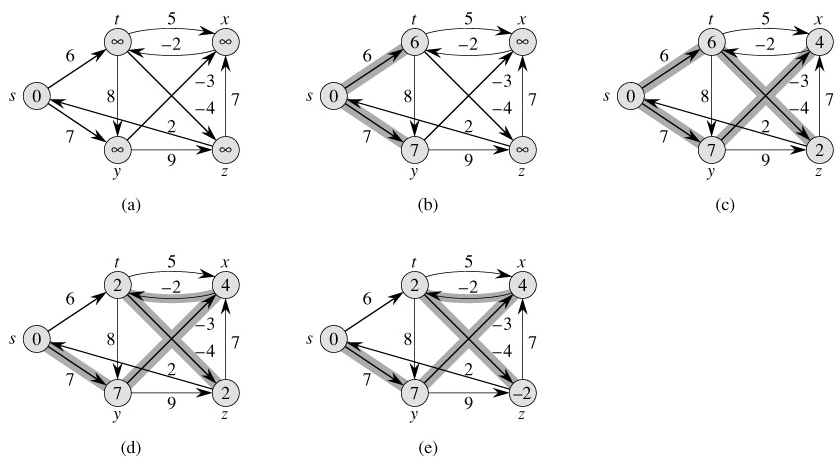 t 5 x
∞ –2 ∞
6
–3
s 0 8 –4 7
7 2
∞ 9 ∞
y z
(a)
t 5 x
6 –2 ∞
6
–3
s 0 8 –4 7
7 2
7 9 ∞
y z
(b)
t 5 x
6 –2 4
6
–3
s 0 8 –4 7
7 2
7 9 2
y z
(c)
t 5 x
2 –2 4
6
–3
s 0 8 –4 7
7 2
7 9 2
y z
(d)
t 5 x
2 –2 4
6
–3
s 0 8 –4 7
7 2
7 9 –2
y z
(e)